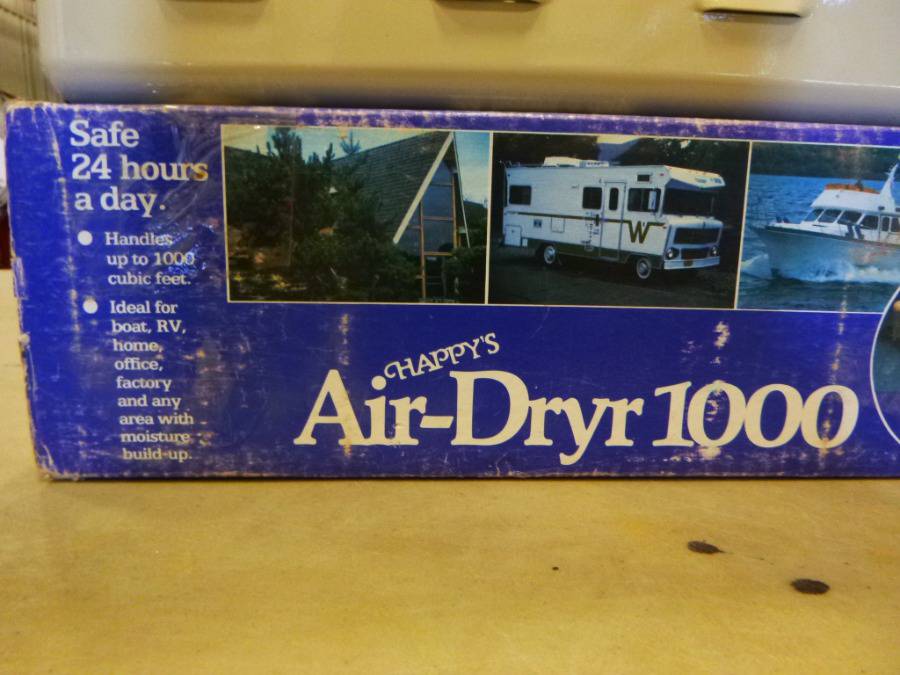 Safe
24 hours
a day.
Handles
up to 1000
cubic feet.
Ideal for
boat, RV,
home,
office,
factory
and any
area with
moisture
build-up.
W
HAPPY'S
Air-Dryr 1000